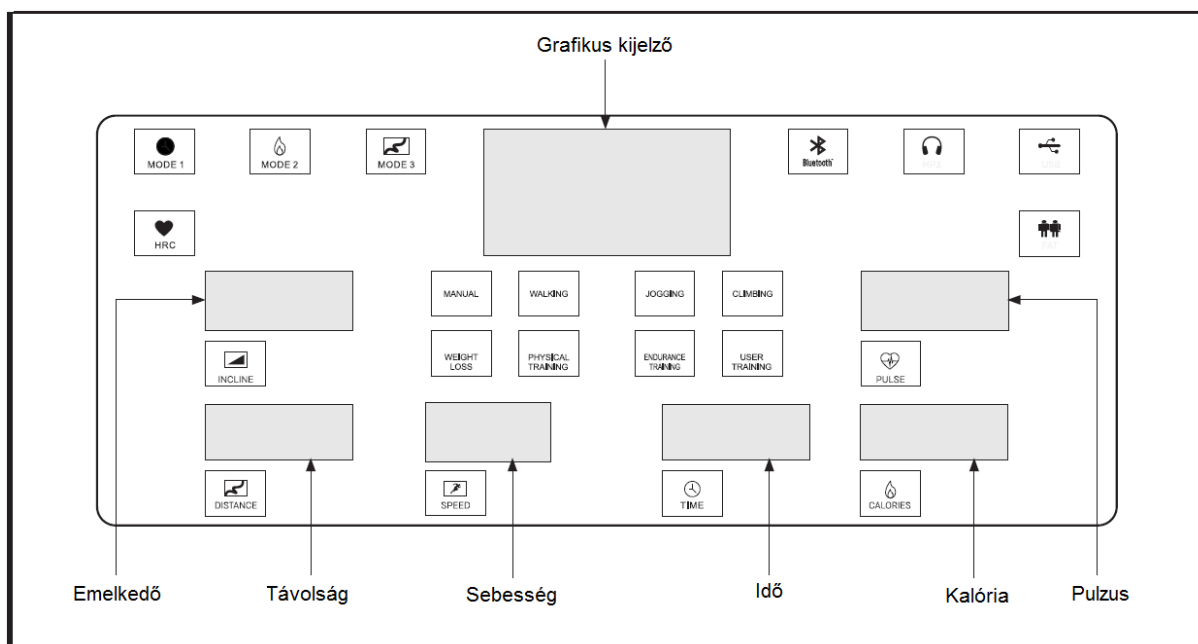 Grafikus kijelző
MODE 1
MODE 2
MODE 3
Bluetooth
MP3
USB
HRC
FAT
MANUAL
WALKING
JOGGING
CLIMBING
WEIGHT
LOSS
PHYSICAL
TRAINING
ENDURANCE
TRAINING
USER
TRAINING
INCLINE
PULSE
DISTANCE
SPEED
TIME
CALORIES
Emelkedő
Távolság
Sebesség
Idő
Kalória
Pulzus